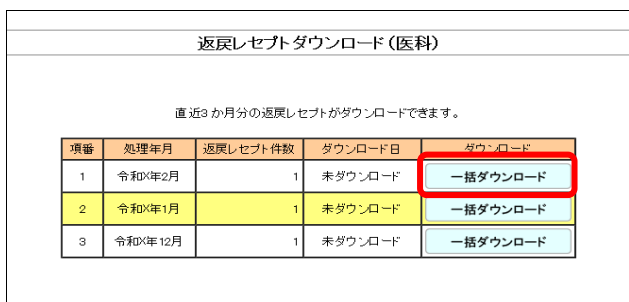 返戻レセプトダウンロード(医科)
直近3か月分の返戻レセプトがダウンロードできます。
項番 処理年月 返戻レセプト件数 ダウンロード日 ダウンロード
1 令和X年2月 1 未ダウンロード 一括ダウンロード
2 令和X年1月 1 未ダウンロード 一括ダウンロード
3 令和X年12月 1 未ダウンロード 一括ダウンロード